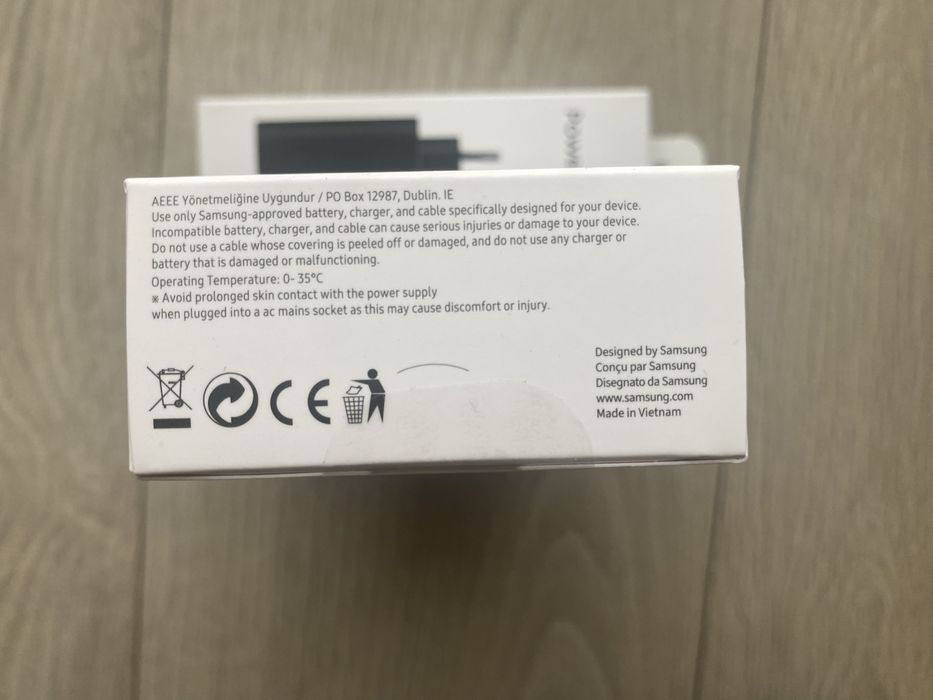 AEEE Yönetmeliğine Uygundur / PO Box 12987, Dublin. IE
Use only Samsung-approved battery, charger, and cable specifically designed for your device.
Incompatible battery, charger, and cable can cause serious injuries or damage to your device.
Do not use a cable whose covering is peeled off or damaged, and do not use any charger or
battery that is damaged or malfunctioning.
Operating Temperature: 0- 35°C
※ Avoid prolonged skin contact with the power supply
when plugged into a ac mains socket as this may cause discomfort or injury.
CE
Designed by Samsung
Conçu par Samsung
Disegnato da Samsung
www.samsung.com
Made in Vietnam